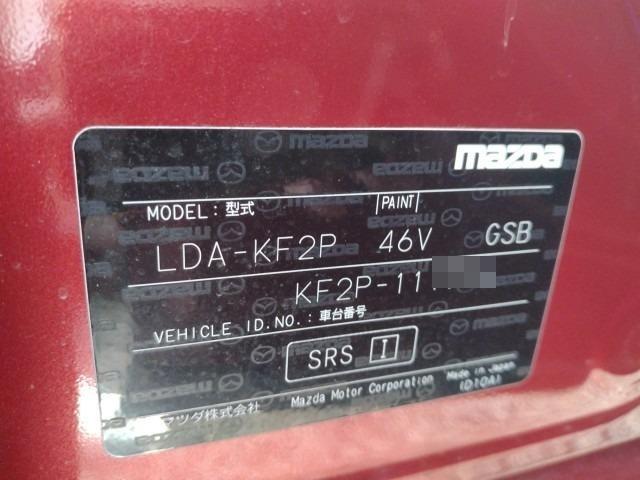 mazda
MODEL : 型式 PAINT
LDA-KF2P 46V GSB
KF2P-11
VEHICLE ID.NO. : 車台番号
SRS I
マツダ株式会社 Mazda Motor Corporation Made in Japan
(D10A)